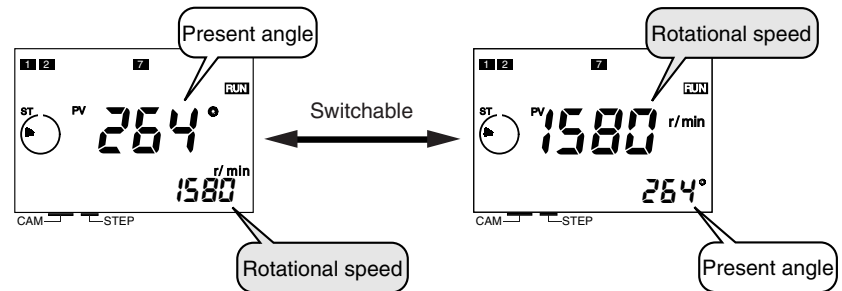 Present angle
1 2 7
RUN
ST PV 264°
r/min
1580
CAM STEP
Rotational speed
Switchable
Rotational speed
1 2 7
RUN
ST PV 1580 r/min
264°
CAM STEP
Present angle